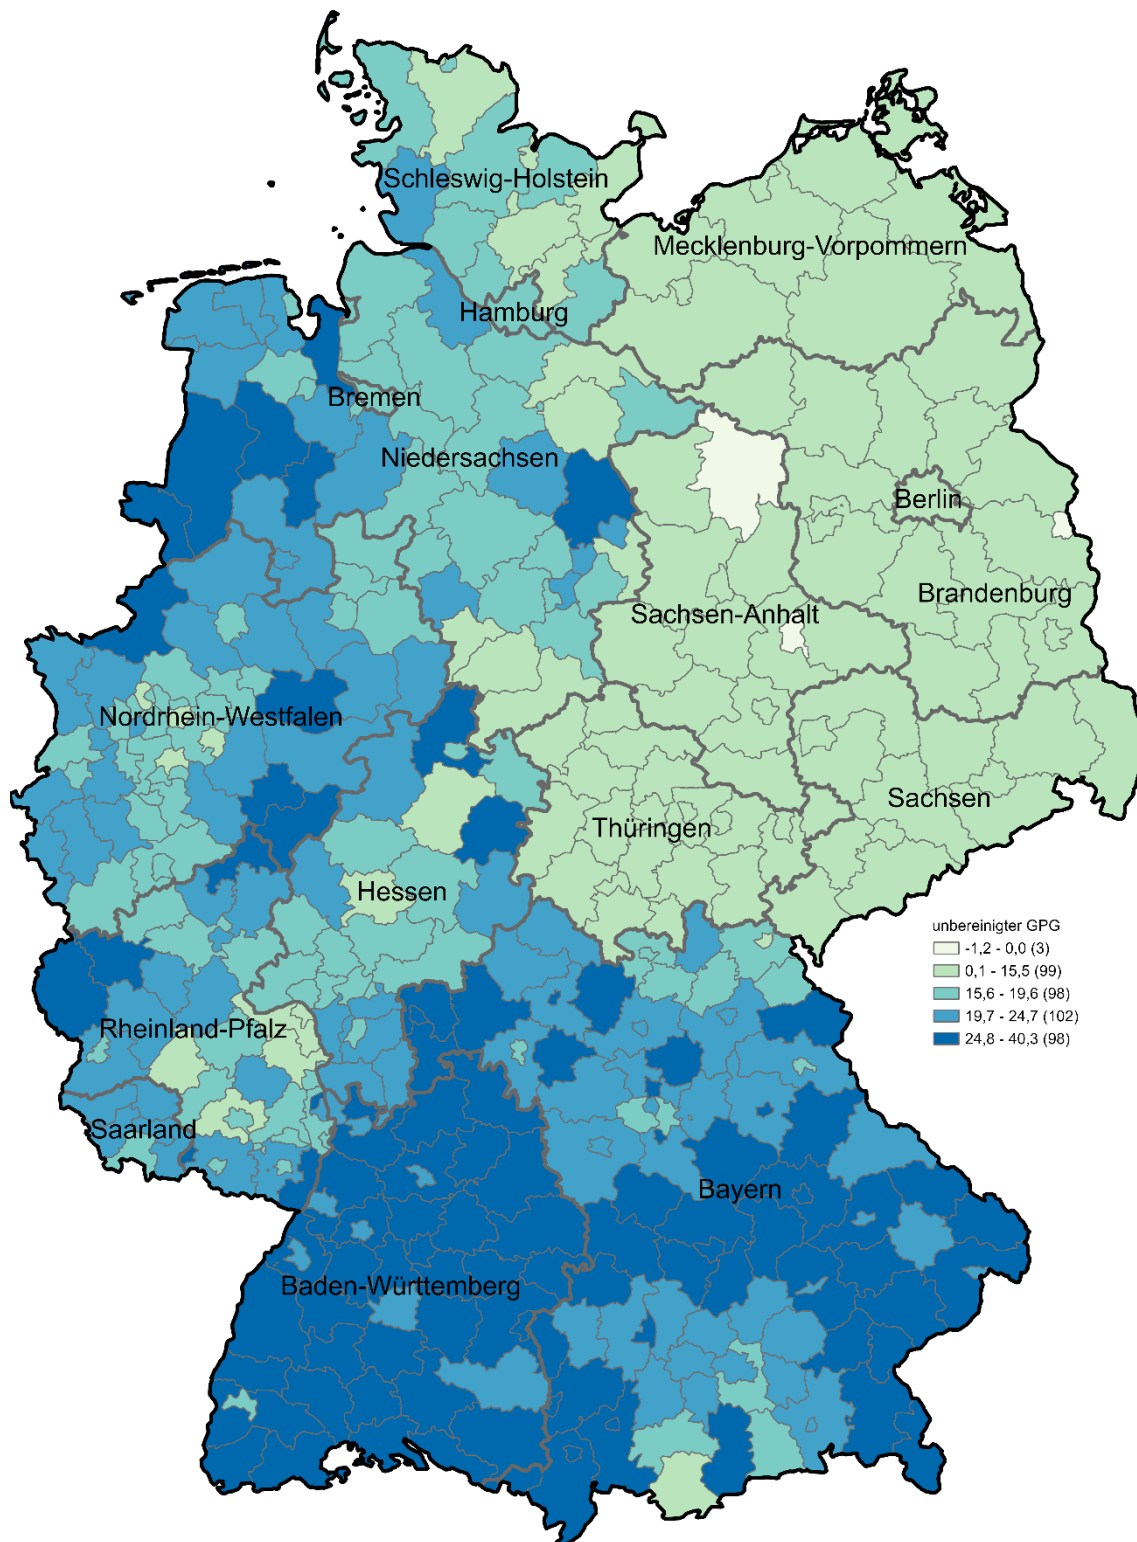 Schleswig-Holstein
Mecklenburg-Vorpommern
Hamburg
Bremen
Niedersachsen
Berlin
Brandenburg
Sachsen-Anhalt
Nordrhein-Westfalen
Sachsen
Thüringen
Hessen
unbereinigter GPG
-1,2 - 0,0 (3)
0,1 - 15,5 (99)
15,6 - 19,6 (98)
19,7 - 24,7 (102)
24,8 - 40,3 (98)
Rheinland-Pfalz
Saarland
Bayern
Baden-Württemberg